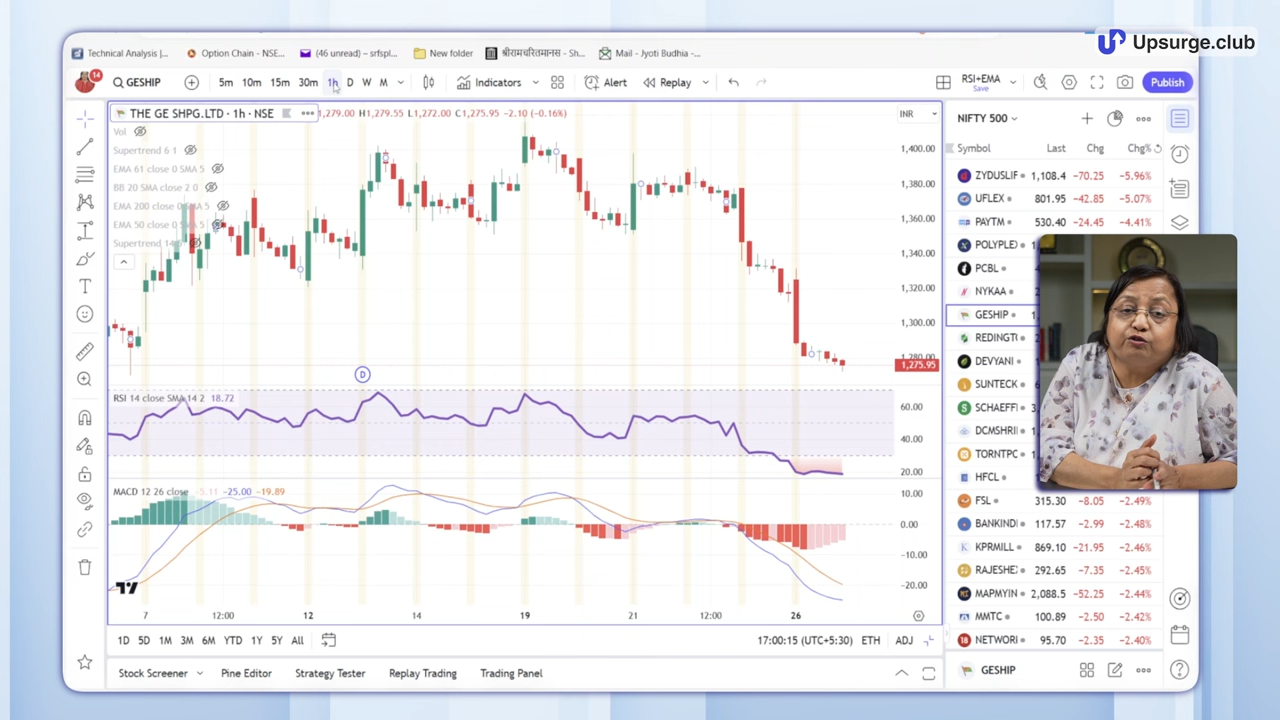 Upsurge.club
Technical Analysis |...
Option Chain - NSE...
(46 unread) – srfspl...
New folder
श्रीरामचरितमानस - Sh...
Mail - Jyoti Budhia -...
14
GESHIP
5m 10m 15m 30m 1h D W M
Indicators
Alert
Replay
RSI+EMA
Save
Publish
THE GE SHPG.LTD · 1h · NSE
1,279.00 H1,279.55 L1,272.00 C1,275.95 -2.10 (-0.16%)
INR
Vol
Supertrend 6 1
EMA 61 close 0 SMA 5
BB 20 SMA close 2 0
EMA 200 close 0 SMA 5
EMA 50 close 0 SMA 5
1,400.00
1,380.00
1,360.00
1,340.00
1,320.00
1,300.00
1,280.00
1,275.95
D
RSI 14 close SMA 14 2 18.72
60.00
40.00
20.00
MACD 12 26 close -5.11 -25.00 -19.89
10.00
0.00
-10.00
-20.00
7 12:00 12 14 19 21 12:00 26
1D 5D 1M 3M 6M YTD 1Y 5Y All
17:00:15 (UTC+5:30) ETH ADJ
Stock Screener
Pine Editor
Strategy Tester
Replay Trading
Trading Panel
NIFTY 500
Symbol Last Chg Chg%
ZYDUSLIF 1,108.4 -70.25 -5.96%
UFLEX 801.95 -42.85 -5.07%
PAYTM 530.40 -24.45 -4.41%
POLYPLEX
PCBL
NYKAA
GESHIP
REDINGT
DEVYANI
SUNTECK
SCHAEFF
DCMSHRI
TORNTPC
HFCL
FSL 315.30 -8.05 -2.49%
BANKIND 117.57 -2.99 -2.48%
KPRMILL 869.10 -21.95 -2.46%
RAJESHEX 292.65 -7.35 -2.45%
MAPMYIN 2,088.5 -52.25 -2.44%
MMTC 100.89 -2.50 -2.42%
NETWORK 95.70 -2.35 -2.40%
GESHIP